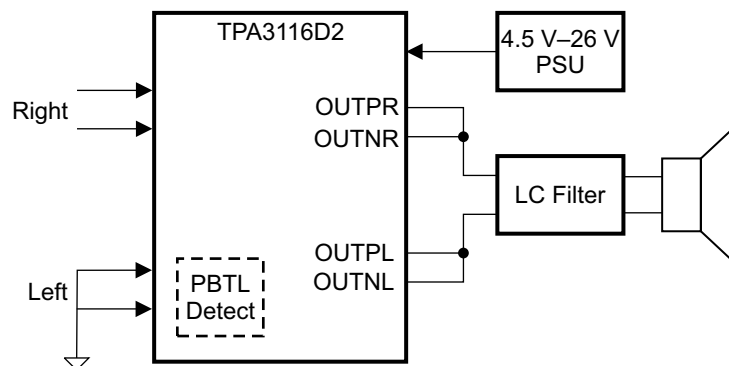 TPA3116D2
4.5 V–26 V
PSU
Right
OUTPR
OUTNR
LC Filter
OUTPL
OUTNL
Left
PBTL
Detect